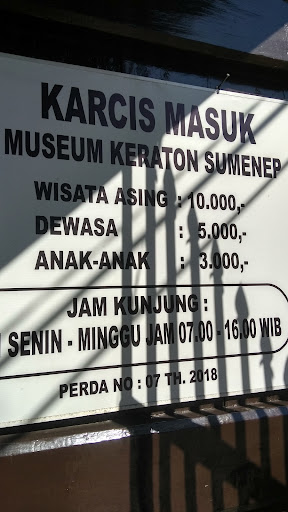 KARCIS MASUK
MUSEUM KERATON SUMENEP
WISATA ASING : 10.000,-
DEWASA : 5.000,-
ANAK-ANAK : 3.000,-
JAM KUNJUNG :
SENIN - MINGGU JAM 07.00 - 16.00 WIB
PERDA NO : 07 TH. 2018